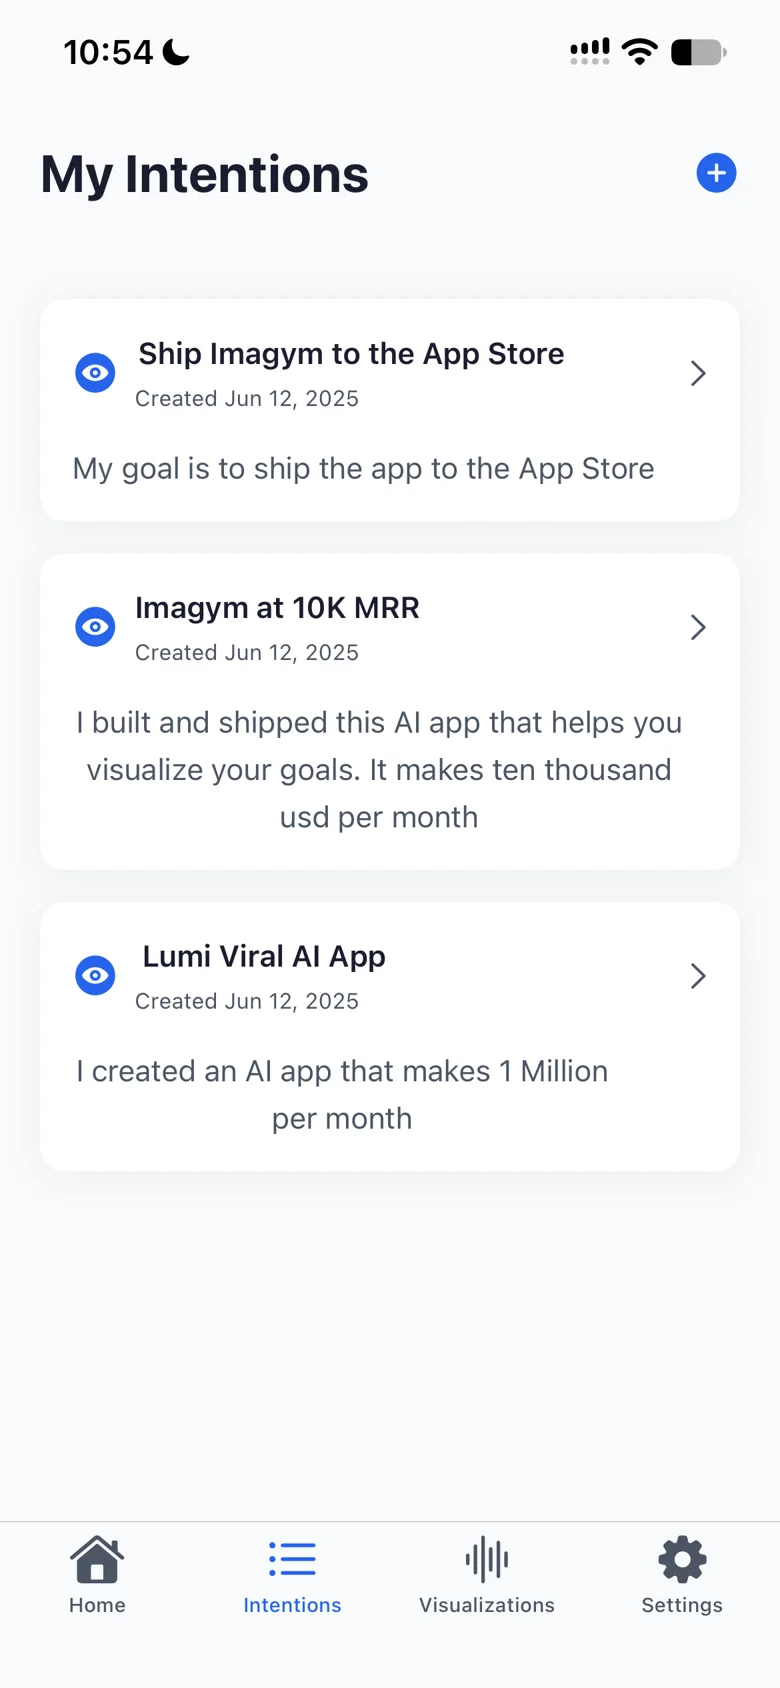 10:54
My Intentions
Ship Imagym to the App Store
Created Jun 12, 2025
My goal is to ship the app to the App Store
Imagym at 10K MRR
Created Jun 12, 2025
I built and shipped this AI app that helps you
visualize your goals. It makes ten thousand
usd per month
Lumi Viral AI App
Created Jun 12, 2025
I created an AI app that makes 1 Million
per month
Home
Intentions
Visualizations
Settings